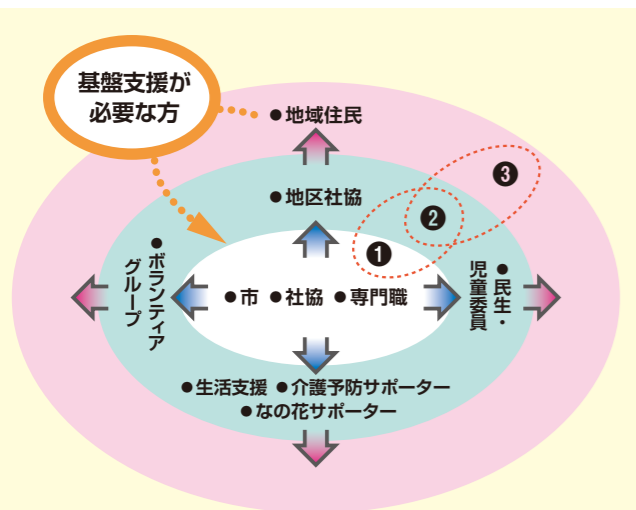 基盤支援が
必要な方
●地域住民
❸
●地区社協
❷
❶
●ボランティア
グループ
●市 ●社協 ●専門職
●民生・
児童委員
●生活支援 ●介護予防サポーター
●なの花サポーター